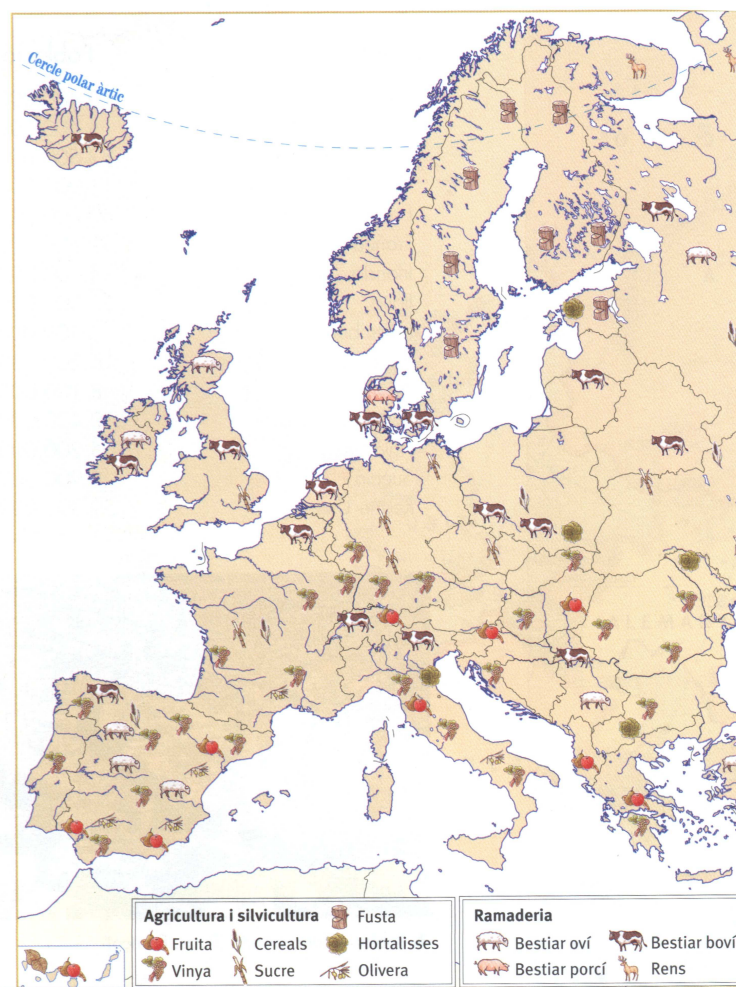 Cercle polar àrtic
Agricultura i silvicultura
Fusta
Fruita
Cereals
Hortalisses
Vinya
Sucre
Olivera
Ramaderia
Bestiar oví
Bestiar boví
Bestiar porcí
Rens